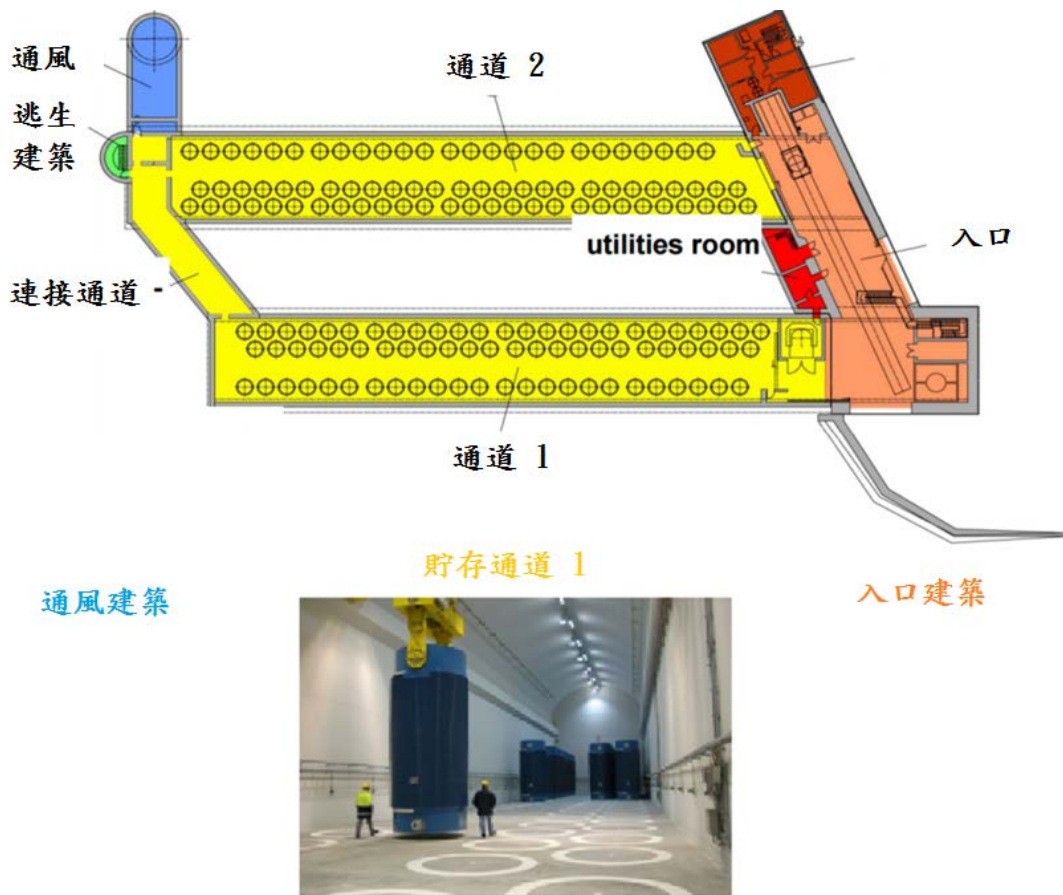 通風
通道 2
逃生
建築
utilities room
入口
連接通道 -
通道 1
貯存通道 1
通風建築
入口建築